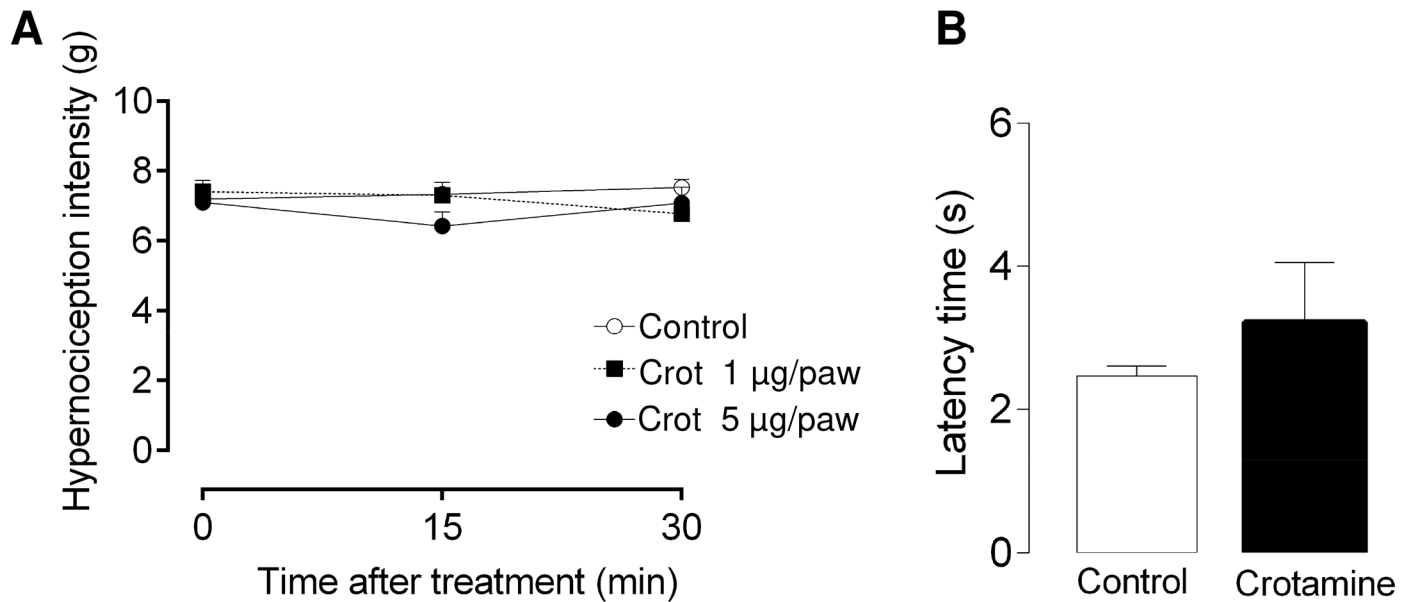 A
Hypernociception intensity (g)
10
8
6
4
2
0
Control
Crot 1 µg/paw
Crot 5 µg/paw
0 15 30
Time after treatment (min)
B
Latency time (s)
6
4
2
0
Control Crotamine